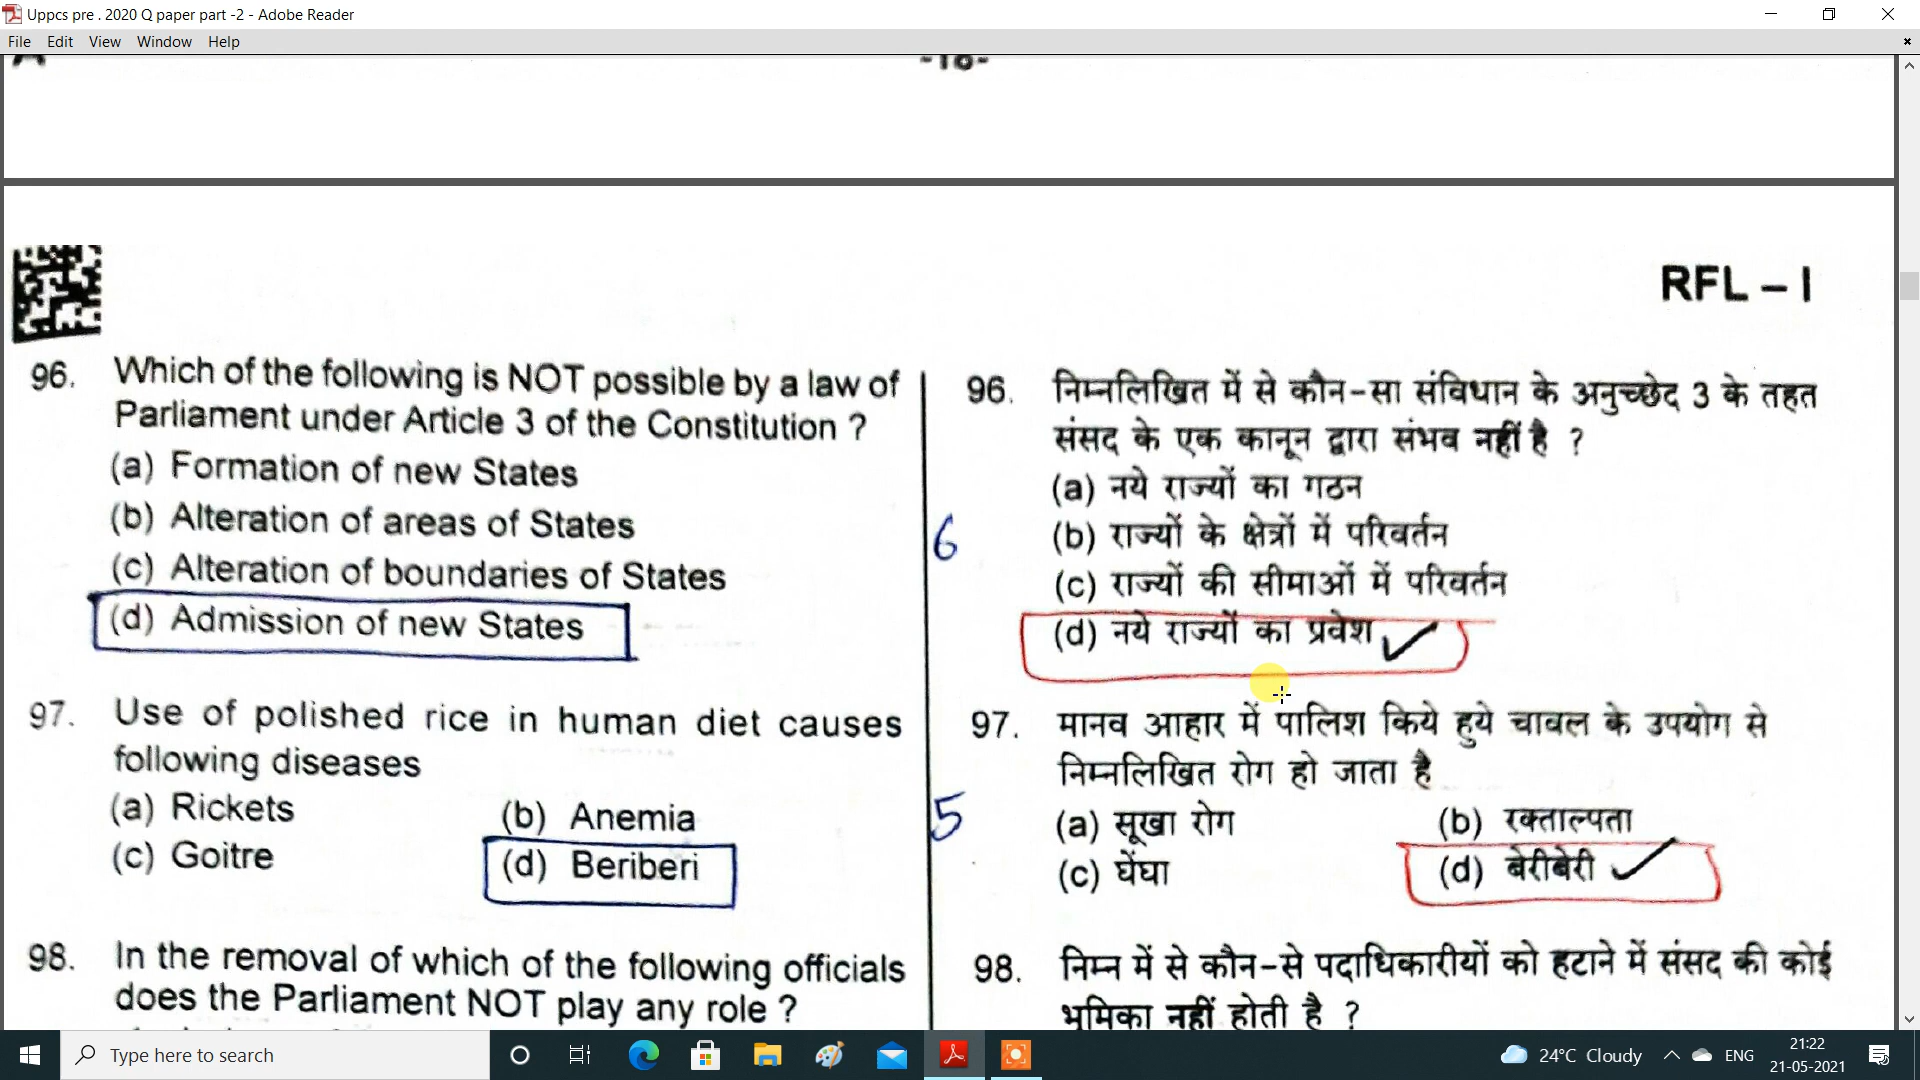 Uppcs pre . 2020 Q paper part -2 - Adobe Reader
File Edit View Window Help
RFL – I
96. Which of the following is NOT possible by a law of
Parliament under Article 3 of the Constitution ?
(a) Formation of new States
(b) Alteration of areas of States
(c) Alteration of boundaries of States
(d) Admission of new States
97. Use of polished rice in human diet causes
following diseases
(a) Rickets (b) Anemia
(c) Goitre (d) Beriberi
98. In the removal of which of the following officials
does the Parliament NOT play any role ?
6
5
96. निम्नलिखित में से कौन-सा संविधान के अनुच्छेद 3 के तहत
संसद के एक कानून द्वारा संभव नहीं है ?
(a) नये राज्यों का गठन
(b) राज्यों के क्षेत्रों में परिवर्तन
(c) राज्यों की सीमाओं में परिवर्तन
(d) नये राज्यों का प्रवेश
97. मानव आहार में पालिश किये हुये चावल के उपयोग से
निम्नलिखित रोग हो जाता है
(a) सूखा रोग (b) रक्ताल्पता
(c) घेंघा (d) बेरीबेरी
98. निम्न में से कौन-से पदाधिकारीयों को हटाने में संसद की कोई
भूमिका नहीं होती है ?
Type here to search
24°C Cloudy
ENG
21:22
21-05-2021